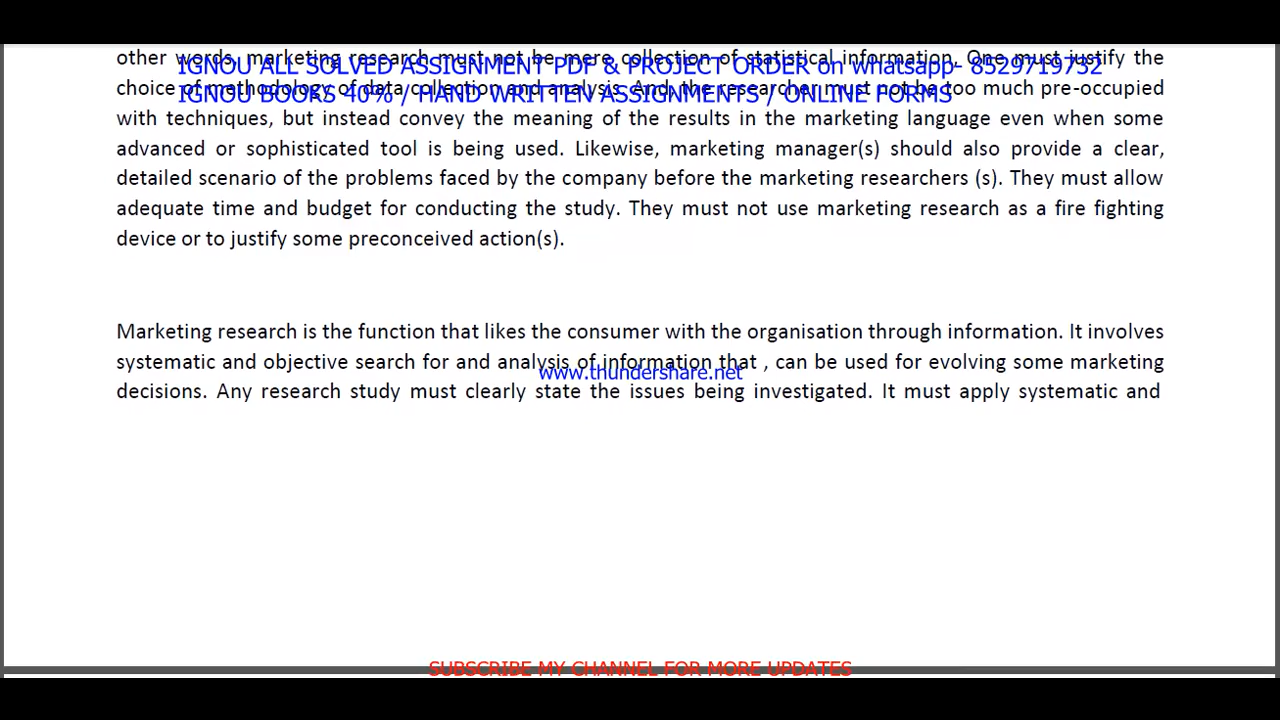 other words, marketing research must not be mere collection of statistical information. One must justify the
IGNOU ALL SOLVED ASSIGNMENT PDF & PROJECT ORDER on whatsapp- 8529719732
choice of methodology of data collection and analysis. And, the researcher must not be too much pre-occupied
IGNOU BOOKS 40% / HAND WRITTEN ASSIGNMENTS / ONLINE FORMS
with techniques, but instead convey the meaning of the results in the marketing language even when some
advanced or sophisticated tool is being used. Likewise, marketing manager(s) should also provide a clear,
detailed scenario of the problems faced by the company before the marketing researchers (s). They must allow
adequate time and budget for conducting the study. They must not use marketing research as a fire fighting
device or to justify some preconceived action(s).
Marketing research is the function that likes the consumer with the organisation through information. It involves
systematic and objective search for and analysis of information that , can be used for evolving some marketing
www.thundershare.net
decisions. Any research study must clearly state the issues being investigated. It must apply systematic and
SUBSCRIBE MY CHANNEL FOR MORE UPDATES